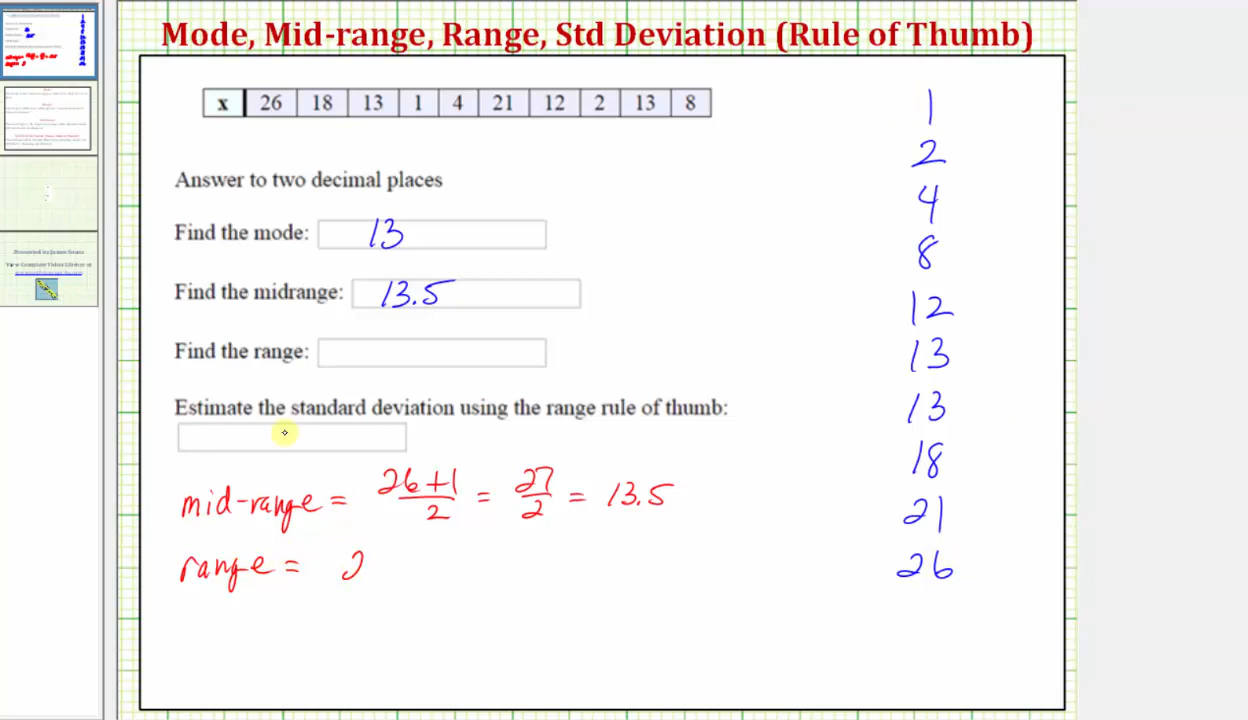 Mode, Mid-range, Range, Std Deviation (Rule of Thumb)
x 26 18 13 1 4 21 12 2 13 8
Answer to two decimal places
Find the mode: 13
Find the midrange: 13.5
Find the range:
Estimate the standard deviation using the range rule of thumb:
mid-range = 26+1/2 = 27/2 = 13.5
range = 2
1
2
4
8
12
13
13
18
21
26